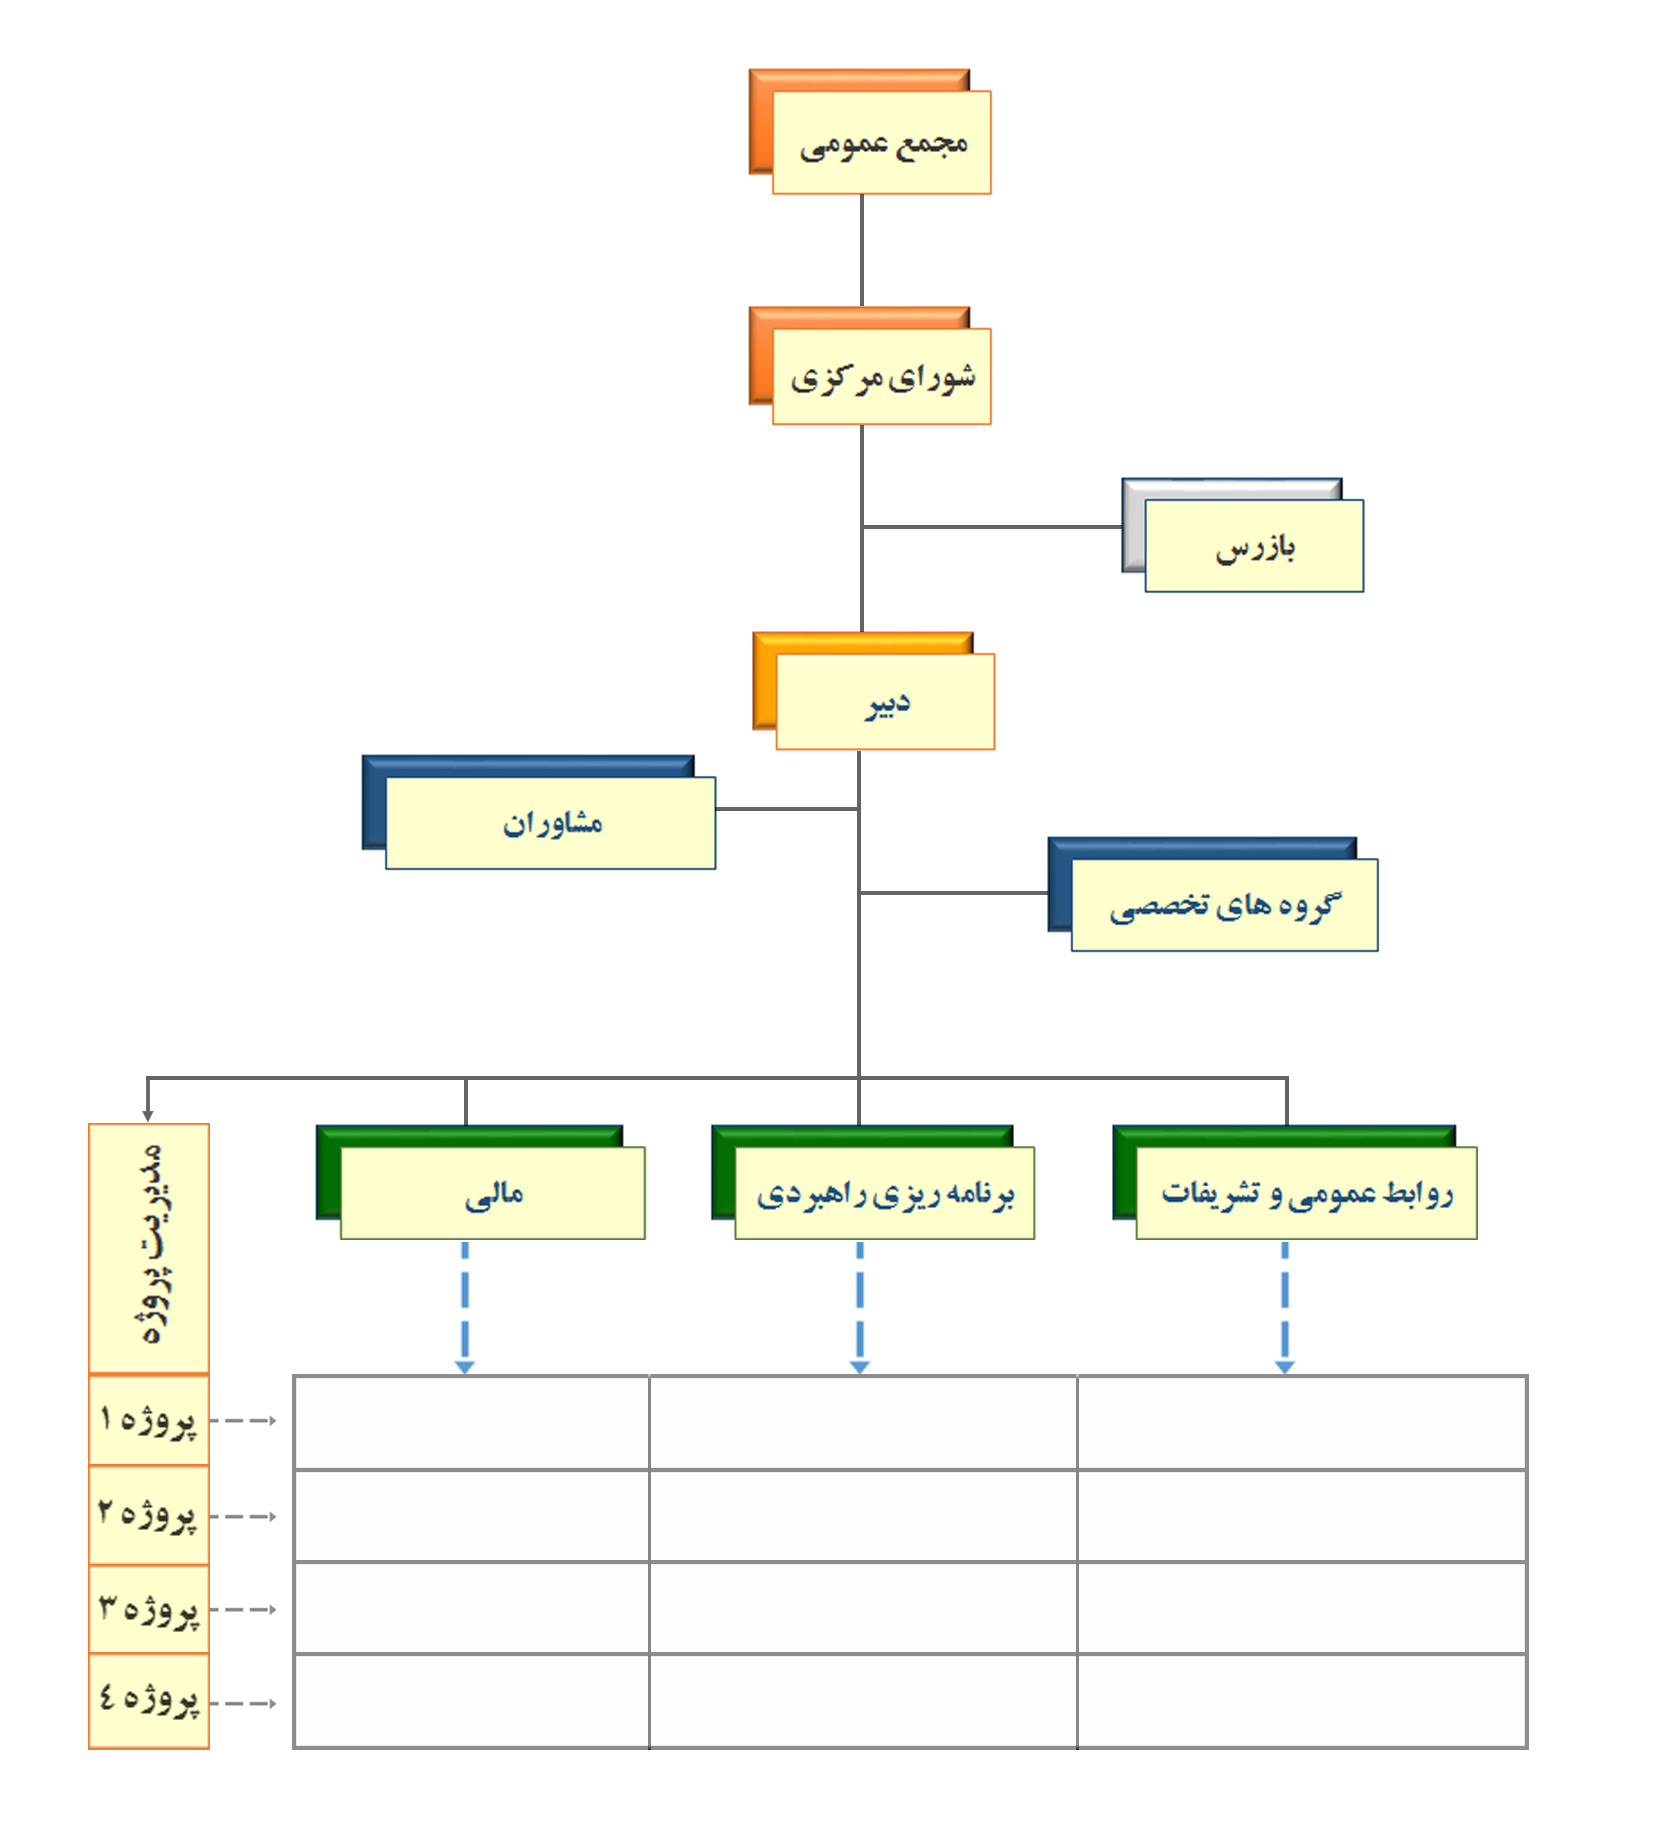 مجمع عمومی
شورای مرکزی
بازرس
دبیر
مشاوران
گروه های تخصصی
روابط عمومی و تشریفات
برنامه ریزی راهبردی
مالی
مدیریت پروژه
پروژه ۱
پروژه ۲
پروژه ۳
پروژه ٤